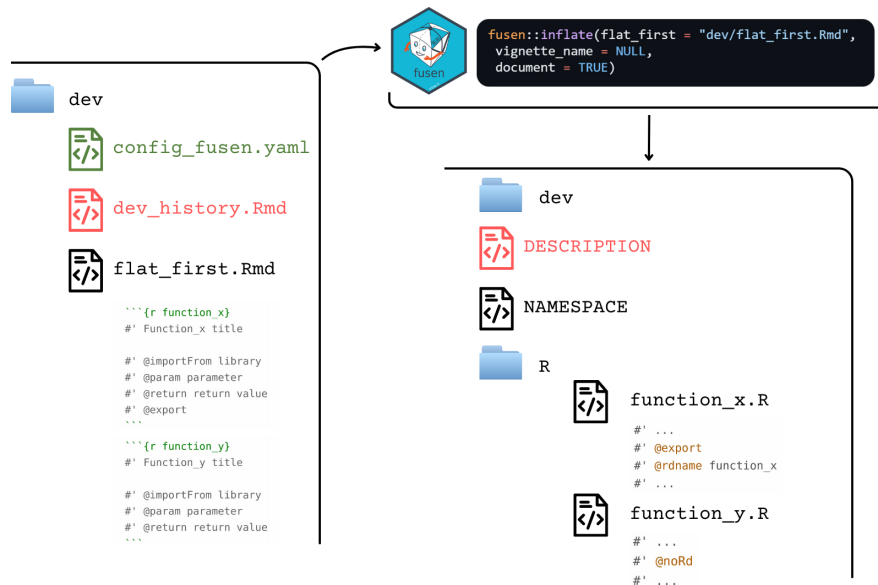 dev
config_fusen.yaml
dev_history.Rmd
flat_first.Rmd
```{r function_x}
#' Function_x title
#' @importFrom library
#' @param parameter
#' @return return value
#' @export
```
```{r function_y}
#' Function_y title
#' @importFrom library
#' @param parameter
#' @return return value
```
fusen
fusen::inflate(flat_first = "dev/flat_first.Rmd",
vignette_name = NULL,
document = TRUE)
dev
DESCRIPTION
NAMESPACE
R
function_x.R
#' ...
#' @export
#' @rdname function_x
#' ...
function_y.R
#' ...
#' @noRd
#' ...